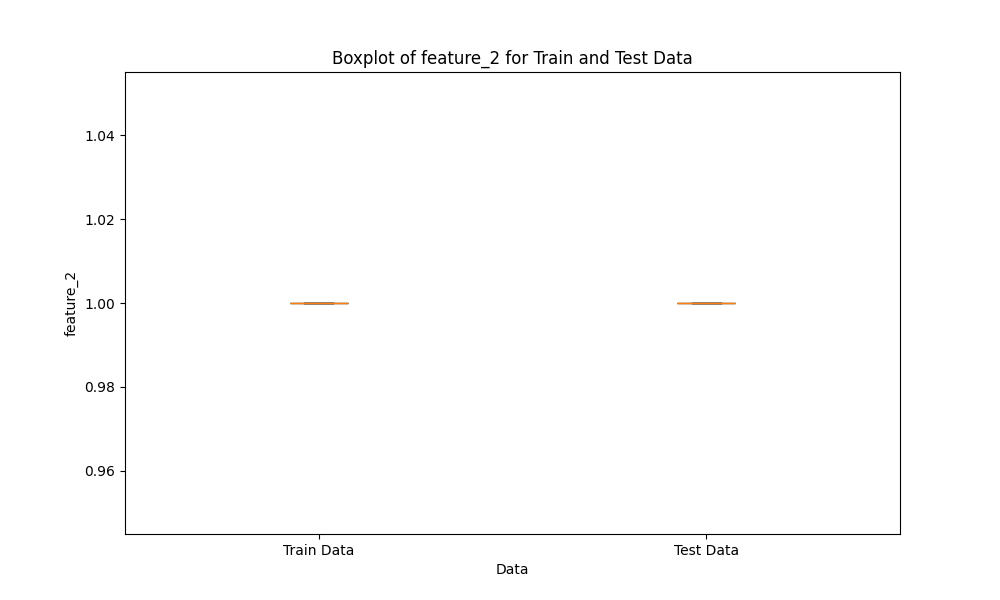 Boxplot of feature_2 for Train and Test Data
1.04
1.02
1.00
0.98
0.96
feature_2
Train Data
Test Data
Data